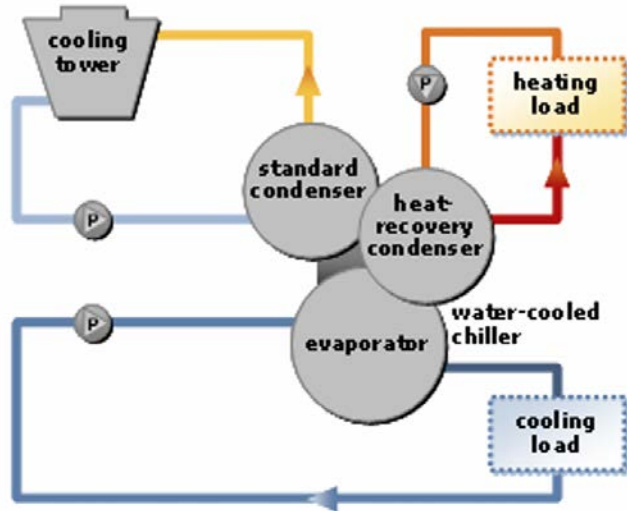 cooling
tower
P
heating
load
standard
condenser
heat-
recovery
condenser
P
P
water-cooled
chiller
evaporator
cooling
load